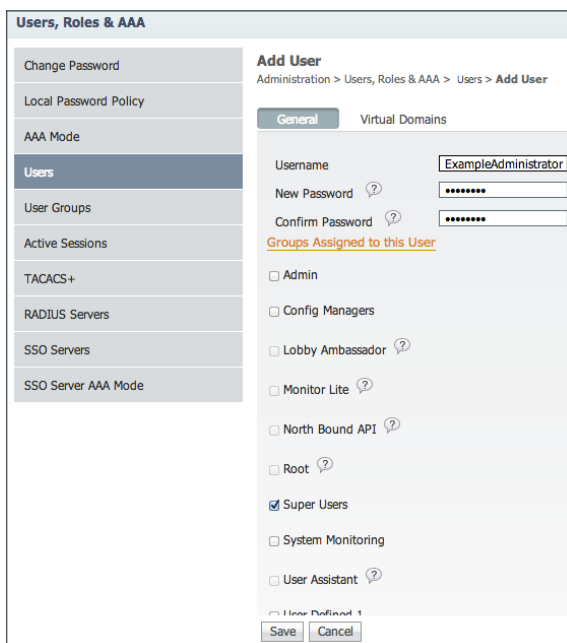 Users, Roles & AAA
Change Password
Local Password Policy
AAA Mode
Users
User Groups
Active Sessions
TACACS+
RADIUS Servers
SSO Servers
SSO Server AAA Mode
Add User
Administration > Users, Roles & AAA > Users > Add User
General Virtual Domains
Username ExampleAdministrator
New Password ? ••••••••
Confirm Password ? ••••••••
Groups Assigned to this User
Admin
Config Managers
Lobby Ambassador ?
Monitor Lite ?
North Bound API ?
Root ?
Super Users
System Monitoring
User Assistant ?
User Defined 1
Save Cancel